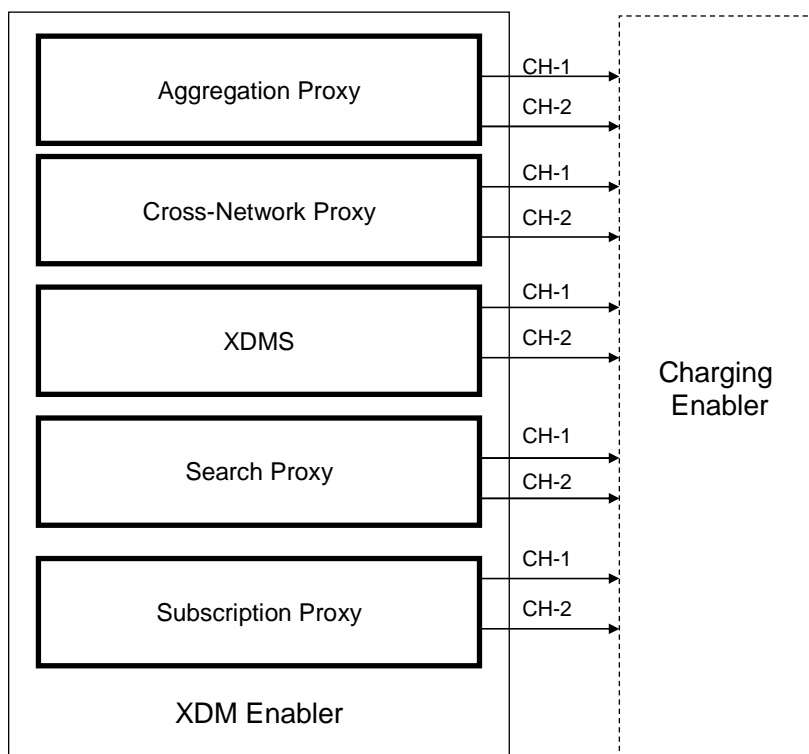 Aggregation Proxy
CH-1
CH-2
Cross-Network Proxy
CH-1
CH-2
XDMS
CH-1
CH-2
Search Proxy
CH-1
CH-2
Subscription Proxy
CH-1
CH-2
XDM Enabler
Charging
Enabler